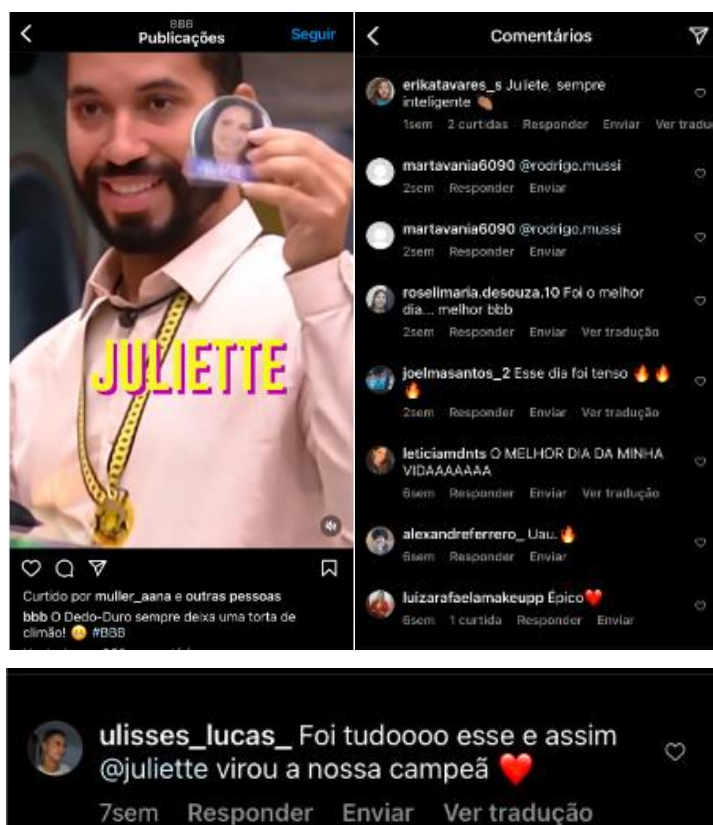 BBB
Publicações
Seguir
JULIETTE
Curtido por muller_aana e outras pessoas
bbb O Dedo-Duro sempre deixa uma torta de
climão! 😬 #BBB
Comentários
erikatavares_s Juliete, sempre
inteligente 👏🏽
1sem 2 curtidas Responder Enviar Ver tradu
martavania6090 @rodrigo.mussi
2sem Responder Enviar
martavania6090 @rodrigo.mussi
2sem Responder Enviar
roselimaria.desouza.10 Foi o melhor
dia... melhor bbb
2sem Responder Enviar Ver tradução
joelmasantos_2 Esse dia foi tenso 🔥🔥
🔥
2sem Responder Enviar Ver tradução
leticiamdnts O MELHOR DIA DA MINHA
VIDAAAAAAA
6sem Responder Enviar Ver tradução
alexandreferrero_ Uau.🔥
6sem Responder Enviar
luizarafaelamakeupp Épico❤️
6sem 1 curtida Responder Enviar
ulisses_lucas_ Foi tudoooo esse e assim
@juliette virou a nossa campeã ❤️
7sem Responder Enviar Ver tradução